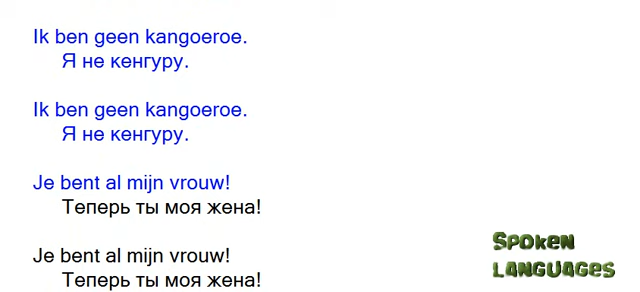 Ik ben geen kangoeroe.
Я не кенгуру.
Ik ben geen kangoeroe.
Я не кенгуру.
Je bent al mijn vrouw!
Теперь ты моя жена!
Je bent al mijn vrouw!
Теперь ты моя жена!
Spoken
Languages